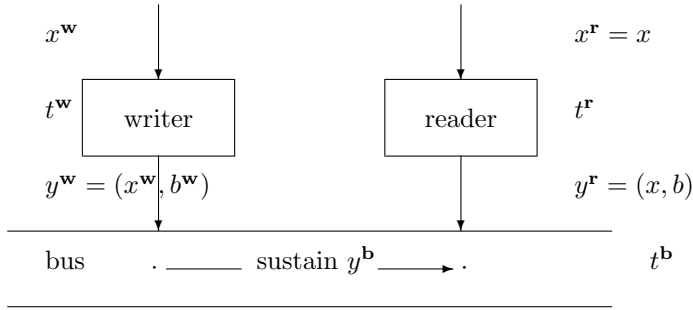 x^w x^r = x
t^w writer reader t^r
y^w = (x^w, b^w) y^r = (x, b)
bus . sustain y^b . t^b